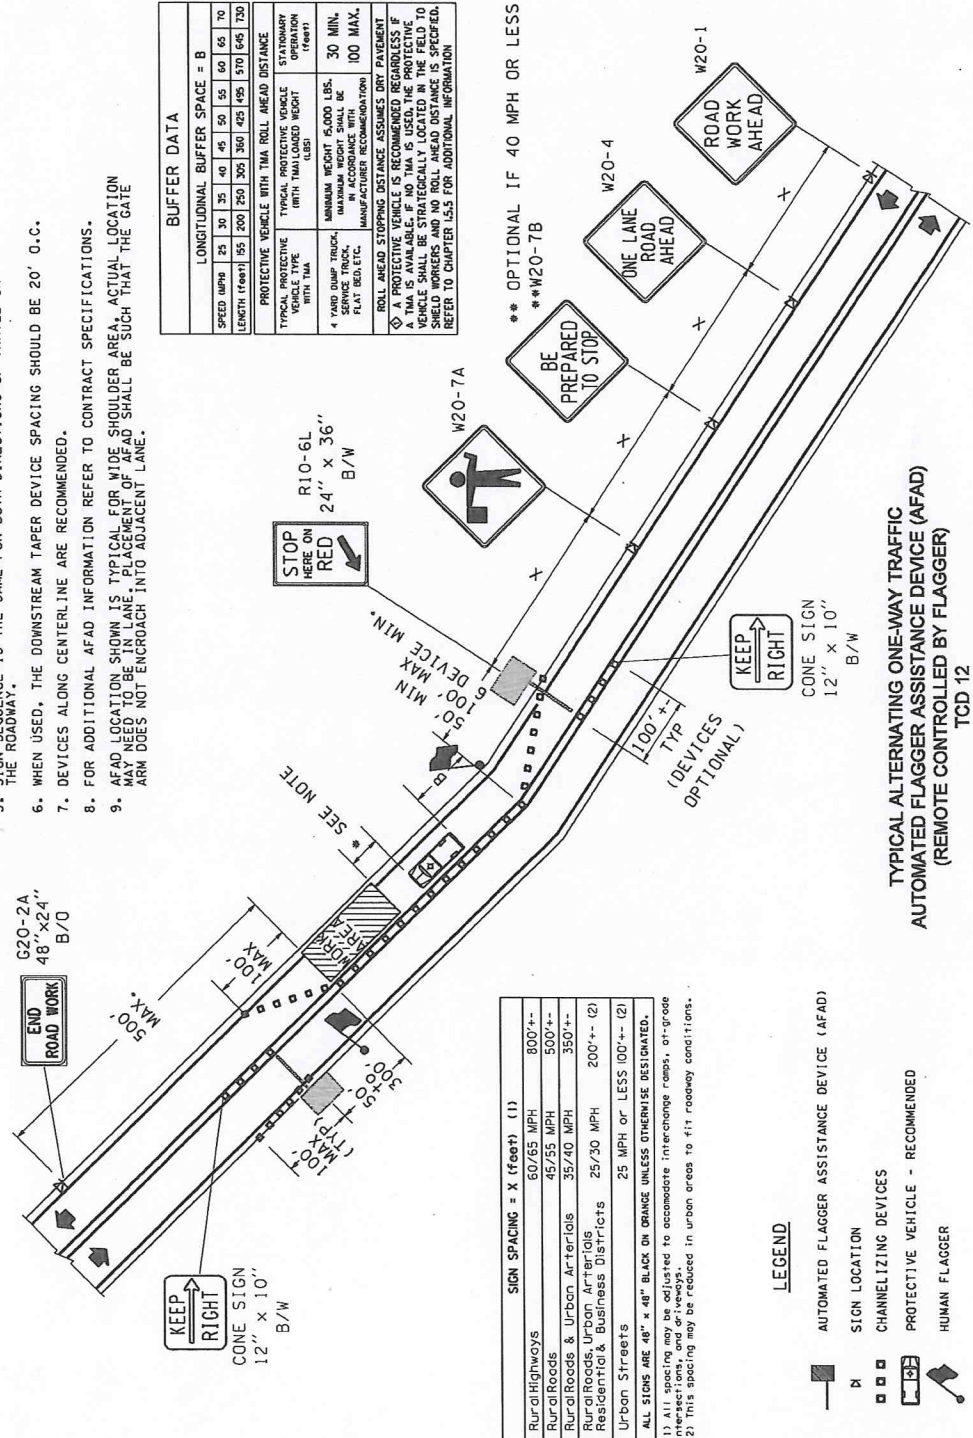 THE ROADWAY.
6. WHEN USED, THE DOWNSTREAM TAPER DEVICE SPACING SHOULD BE 20' O.C.
7. DEVICES ALONG CENTERLINE ARE RECOMMENDED.
8. FOR ADDITIONAL AFAD INFORMATION REFER TO CONTRACT SPECIFICATIONS.
9. AFAD LOCATION SHOWN IS TYPICAL FOR WIDE SHOULDER AREA. ACTUAL LOCATION
MAY NEED TO BE IN LANE. PLACEMENT OF AFAD SHALL BE SUCH THAT THE GATE
ARM DOES NOT ENCROACH INTO ADJACENT LANE.
BUFFER DATA
LONGITUDINAL BUFFER SPACE = B
SPEED (MPH) 25 30 35 40 45 50 55 60 65 70
LENGTH (feet) 155 200 250 305 360 425 495 570 645 730
PROTECTIVE VEHICLE WITH TMA ROLL AHEAD DISTANCE
TYPICAL PROTECTIVE
VEHICLE TYPE
WITH TMA
TYPICAL PROTECTIVE VEHICLE
(WITH TMA) LOADED WEIGHT
(LBS)
STATIONARY
OPERATION
(feet)
4 YARD DUMP TRUCK,
SERVICE TRUCK,
FLAT BED, ETC.
MINIMUM WEIGHT 15,000 LBS.
(MAXIMUM WEIGHT SHALL BE
IN ACCORDANCE WITH
MANUFACTURER RECOMMENDATION)
30 MIN.
100 MAX.
ROLL AHEAD STOPPING DISTANCE ASSUMES DRY PAVEMENT
A PROTECTIVE VEHICLE IS RECOMMENDED REGARDLESS IF
A TMA IS AVAILABLE. IF NO TMA IS USED, THE PROTECTIVE
VEHICLE SHALL BE STRATEGICALLY LOCATED IN THE FIELD TO
SHIELD WORKERS AND NO ROLL AHEAD DISTANCE IS SPECIFIED.
REFER TO CHAPTER 1.5.5 FOR ADDITIONAL INFORMATION
G20-2A
48"x24"
B/O
END
ROAD WORK
500'
MAX.
100'
MAX
WORK
AREA
* SEE NOTE
B
50' MIN
100' MAX
6 DEVICE MIN.
R10-6L
24" x 36"
B/W
STOP
HERE ON
RED
W20-7A
X
** OPTIONAL IF 40 MPH OR LESS
**W20-7B
BE
PREPARED
TO STOP
X
W20-4
ONE LANE
ROAD
AHEAD
X
W20-1
ROAD
WORK
AHEAD
X
KEEP
RIGHT
CONE SIGN
12" x 10"
B/W
100'
MAX
(TYP)
50'
TO
300'
100'+-
TYP
(DEVICES
OPTIONAL)
KEEP
RIGHT
CONE SIGN
12" x 10"
B/W
SIGN SPACING = X (feet) (1)
Rural Highways 60/65 MPH 800'+-
Rural Roads 45/55 MPH 500'+-
Rural Roads & Urban Arterials 35/40 MPH 350'+-
Rural Roads, Urban Arterials
Residential & Business Districts 25/30 MPH 200'+- (2)
Urban Streets 25 MPH or LESS 100'+- (2)
ALL SIGNS ARE 48" x 48" BLACK ON ORANGE UNLESS OTHERWISE DESIGNATED.
1) All spacing may be adjusted to accomodate interchange ramps, at-grade
ntersections, and driveways.
2) This spacing may be reduced in urban areas to fit roadway conditions.
LEGEND
AUTOMATED FLAGGER ASSISTANCE DEVICE (AFAD)
SIGN LOCATION
CHANNELIZING DEVICES
PROTECTIVE VEHICLE - RECOMMENDED
HUMAN FLAGGER
TYPICAL ALTERNATING ONE-WAY TRAFFIC
AUTOMATED FLAGGER ASSISTANCE DEVICE (AFAD)
(REMOTE CONTROLLED BY FLAGGER)
TCD 12